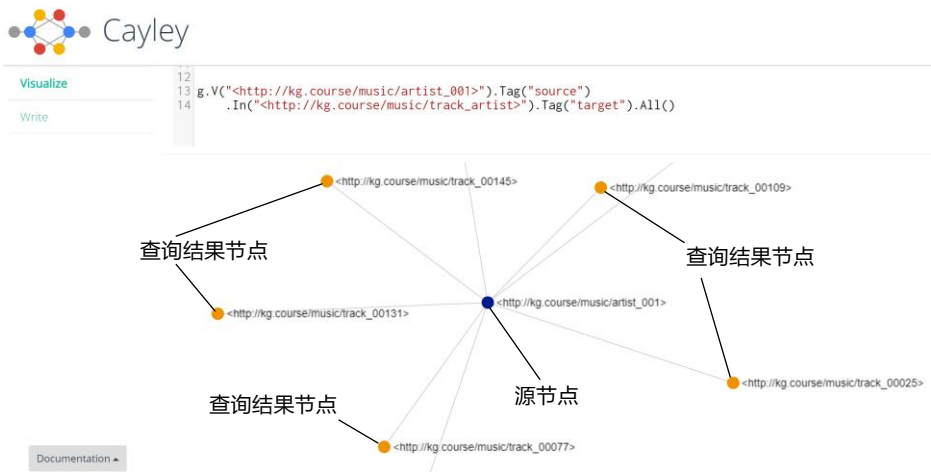 Cayley
Visualize
Write
12
13 g.V("<http://kg.course/music/artist_001>").Tag("source")
14 .In("<http://kg.course/music/track_artist>").Tag("target").All()
<http://kg.course/music/track_00145>
<http://kg.course/music/track_00109>
查询结果节点
查询结果节点
<http://kg.course/music/artist_001>
<http://kg.course/music/track_00131>
<http://kg.course/music/track_00025>
源节点
查询结果节点
<http://kg.course/music/track_00077>
Documentation